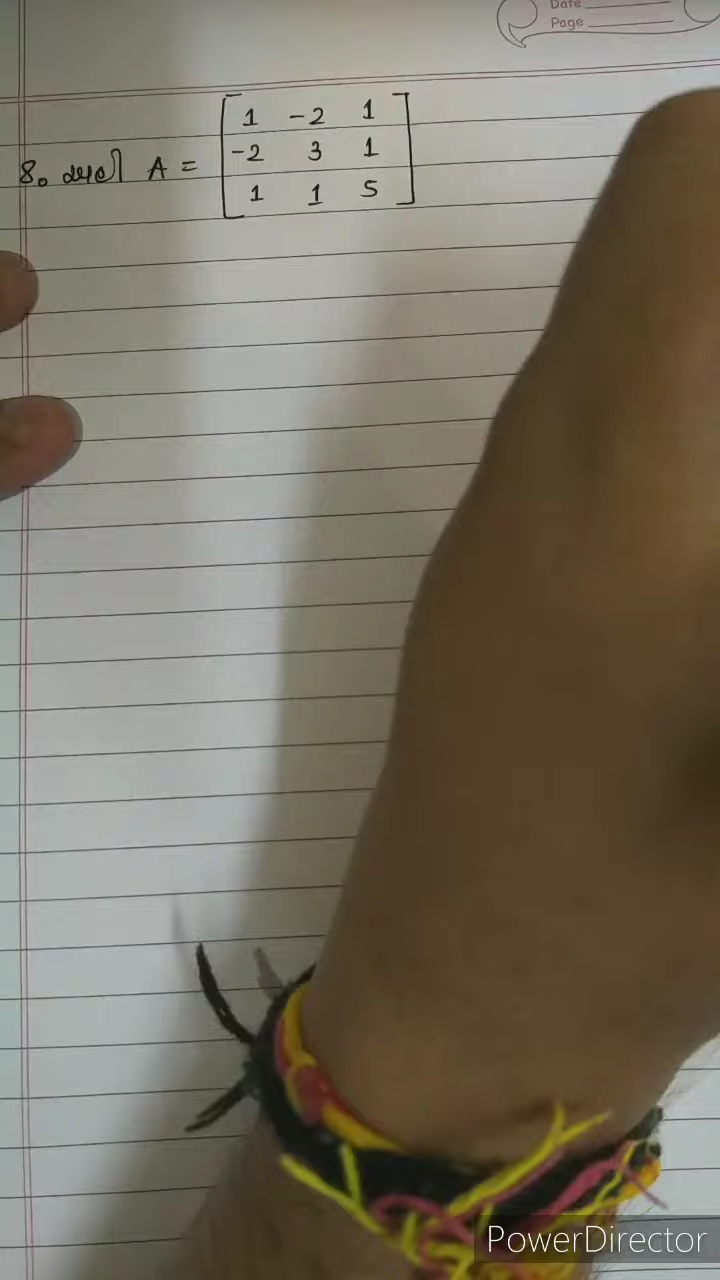 Date
Page
8. ધારો A = [ 1 -2 1
-2 3 1
1 1 5 ]
PowerDirector